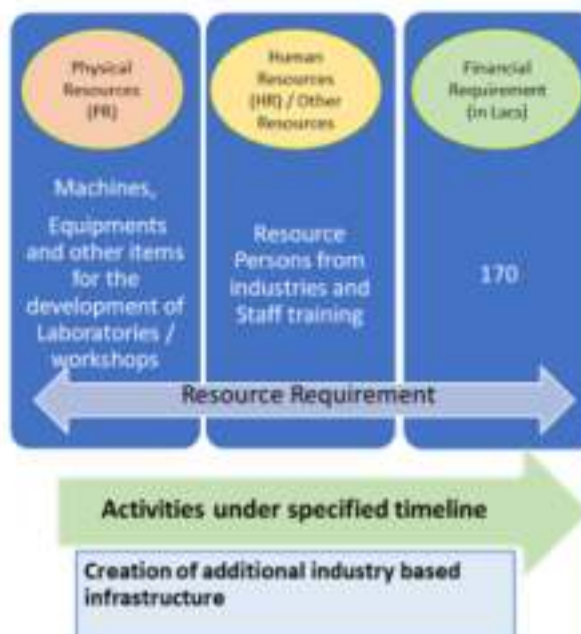 Physical
Resources
(PR)
Human
Resources
(HR) / Other
Resources
Financial
Requirement
(in Lacs)
Machines,
Equipments
and other items
for the
development of
Laboratories /
workshops
Resource
Persons from
industries and
Staff training
170
Resource Requirement
Activities under specified timeline
Creation of additional industry based
infrastructure